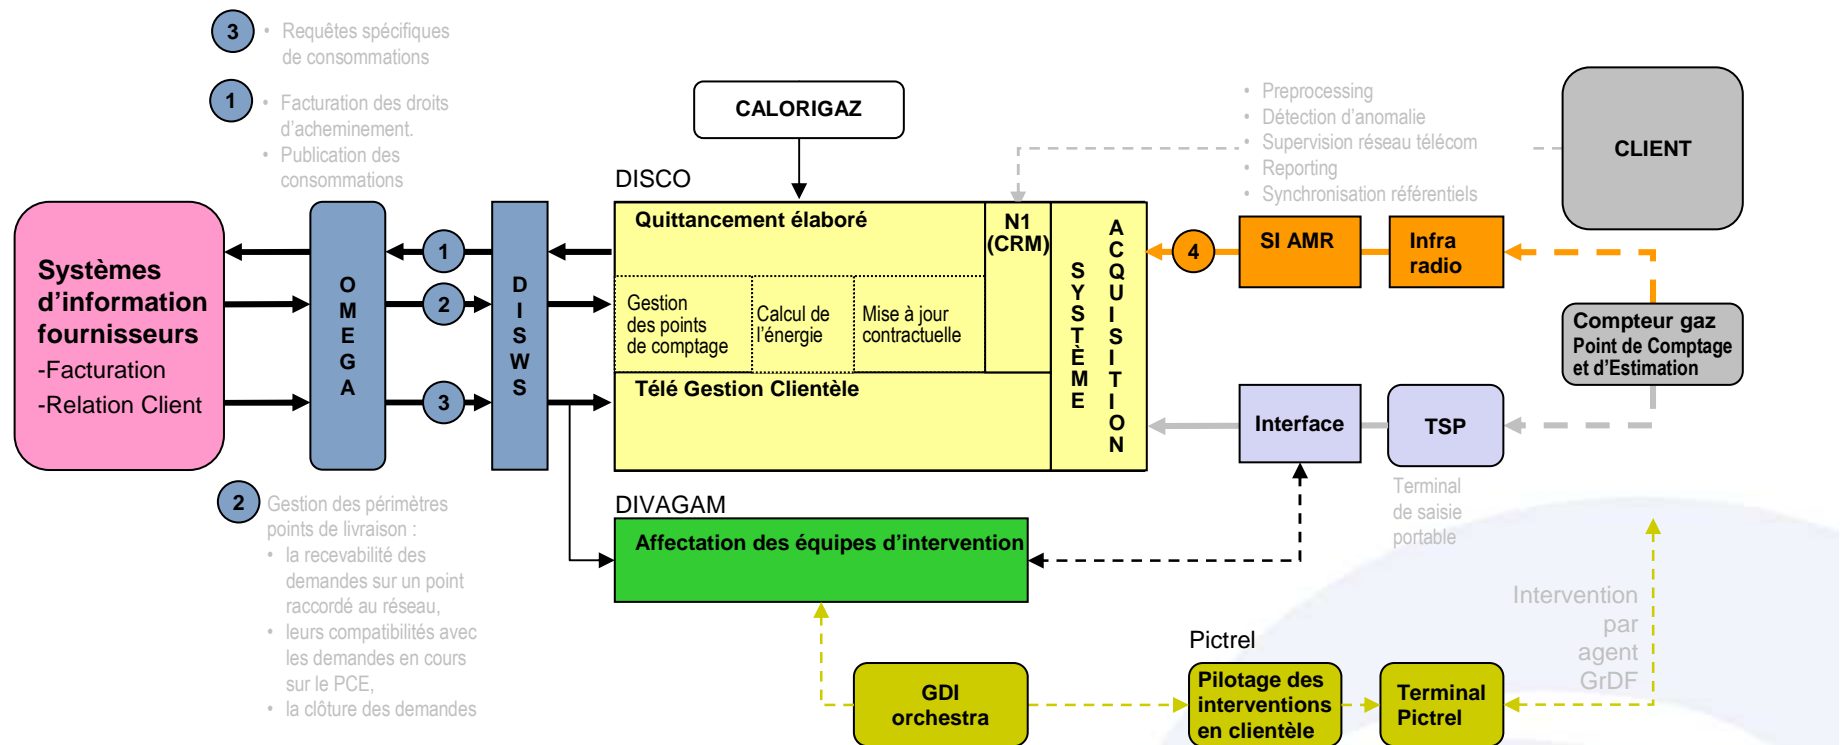 3
• Requêtes spécifiques
de consommations
1
• Facturation des droits
d’acheminement.
• Publication des
consommations
CALORIGAZ
• Preprocessing
• Détection d’anomalie
• Supervision réseau télécom
• Reporting
• Synchronisation référentiels
CLIENT
Systèmes
d’information
fournisseurs
-Facturation
-Relation Client
OMEGA
1
2
3
DISWS
DISCO
Quittancement élaboré
N1
(CRM)
Gestion
des points
de comptage
Calcul de
l’énergie
Mise à jour
contractuelle
Télé Gestion Clientèle
SYSTÈME
ACQUISITION
4
SI AMR
Infra
radio
Compteur gaz
Point de Comptage
et d’Estimation
Interface
TSP
Terminal
de saisie
portable
2
Gestion des périmètres
points de livraison :
• la recevabilité des
demandes sur un point
raccordé au réseau,
• leurs compatibilités avec
les demandes en cours
sur le PCE,
• la clôture des demandes
DIVAGAM
Affectation des équipes d’intervention
Intervention
par
agent
GrDF
GDI
orchestra
Pictrel
Pilotage des
interventions
en clientèle
Terminal
Pictrel